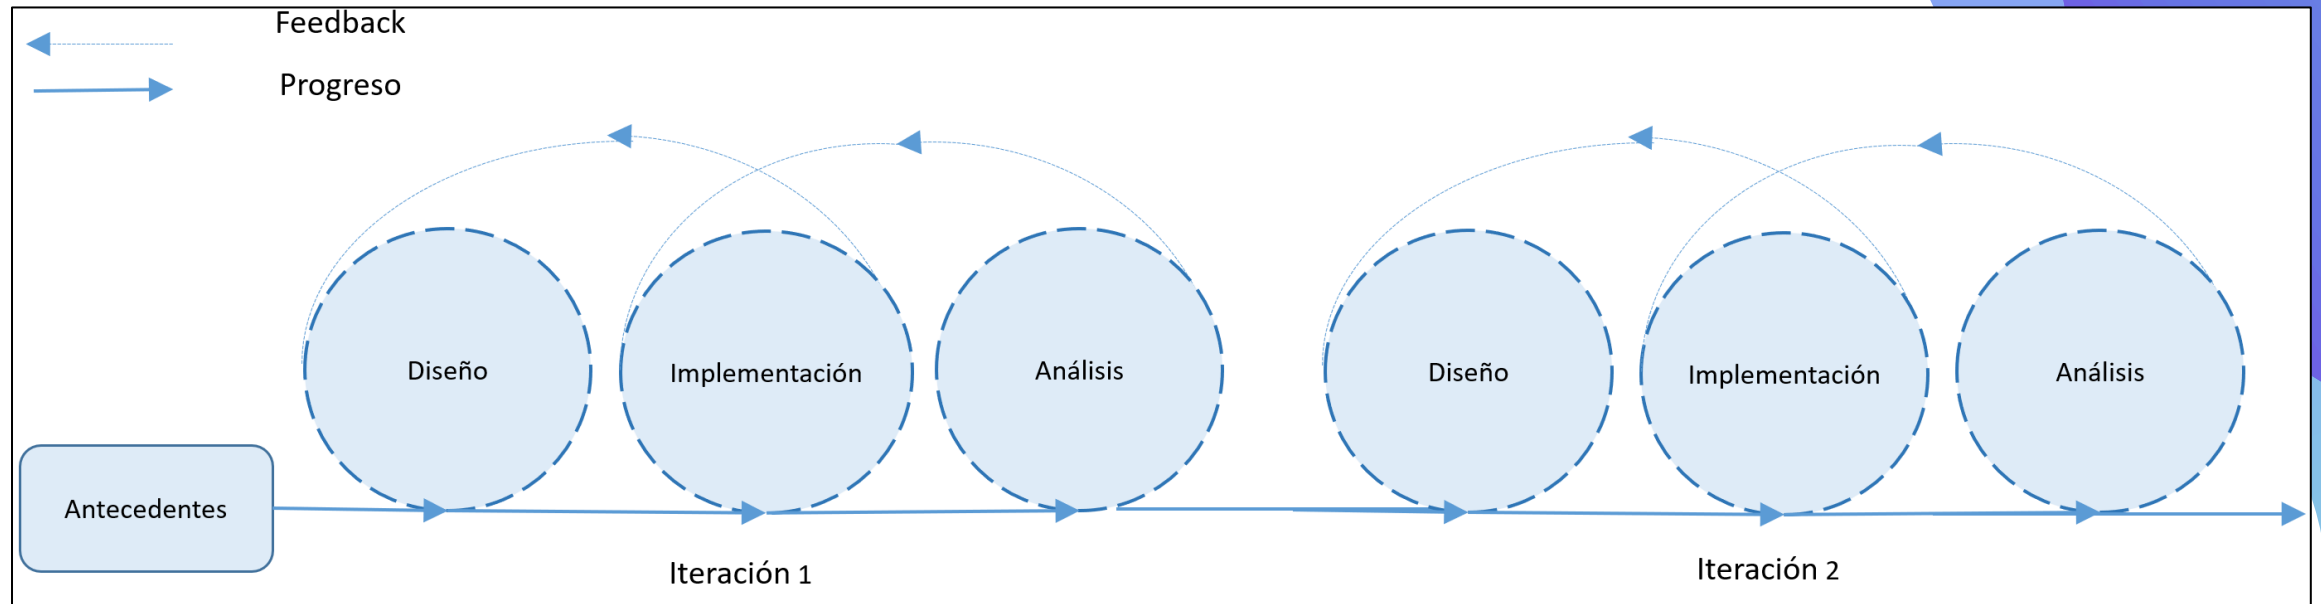 Feedback
Progreso
Diseño
Implementación
Análisis
Diseño
Implementación
Análisis
Antecedentes
Iteración 1
Iteración 2